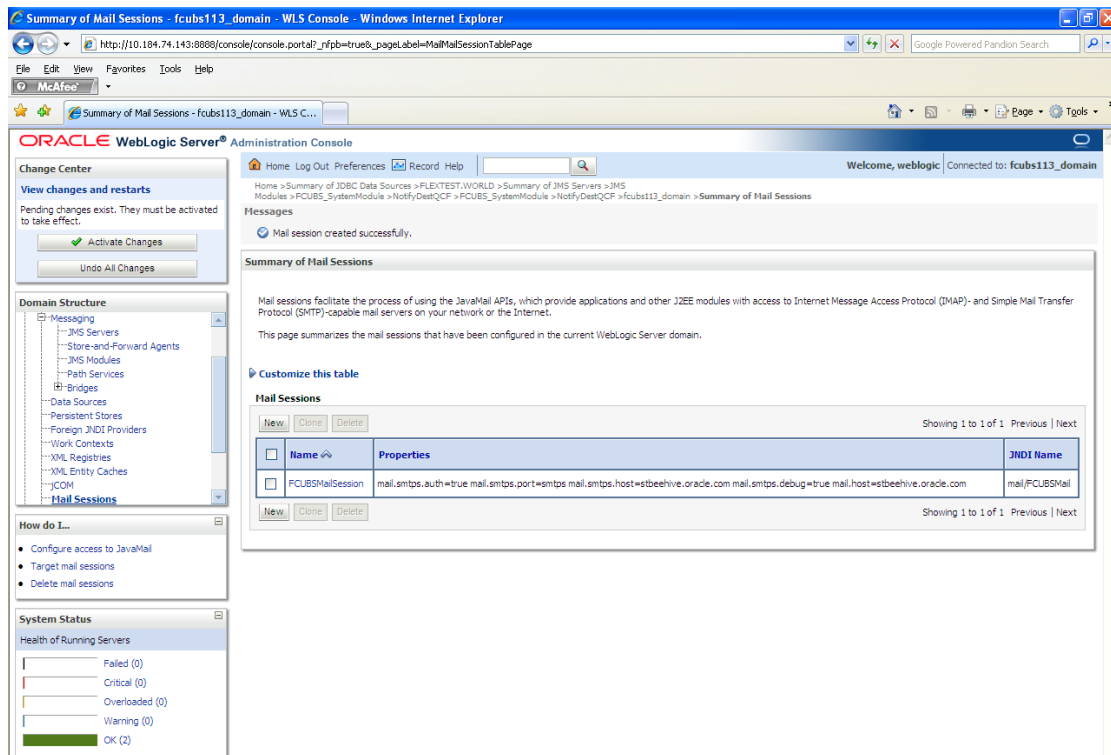 Summary of Mail Sessions - fcubs113_domain - WLS Console - Windows Internet Explorer
http://10.184.74.143:8888/console/console.portal?_nfpb=true&_pageLabel=MailMailSessionTablePage
Google Powered Pandion Search
File Edit View Favorites Tools Help
McAfee
Summary of Mail Sessions - fcubs113_domain - WLS C...
Page Tools
ORACLE WebLogic Server® Administration Console
Change Center
View changes and restarts
Pending changes exist. They must be activated
to take effect.
Activate Changes
Undo All Changes
Domain Structure
Messaging
JMS Servers
Store-and-Forward Agents
JMS Modules
Path Services
Bridges
Data Sources
Persistent Stores
Foreign JNDI Providers
Work Contexts
XML Registries
XML Entity Caches
jCOM
Mail Sessions
How do I...
Configure access to JavaMail
Target mail sessions
Delete mail sessions
System Status
Health of Running Servers
Failed (0)
Critical (0)
Overloaded (0)
Warning (0)
OK (2)
Home Log Out Preferences Record Help
Welcome, weblogic Connected to: fcubs113_domain
Home >Summary of JDBC Data Sources >FLEXTEST.WORLD >Summary of JMS Servers >JMS
Modules >FCUBS_SystemModule >NotifyDestQCF >FCUBS_SystemModule >NotifyDestQCF >fcubs113_domain >Summary of Mail Sessions
Messages
Mail session created successfully.
Summary of Mail Sessions
Mail sessions facilitate the process of using the JavaMail APIs, which provide applications and other J2EE modules with access to Internet Message Access Protocol (IMAP)- and Simple Mail Transfer
Protocol (SMTP)-capable mail servers on your network or the Internet.
This page summarizes the mail sessions that have been configured in the current WebLogic Server domain.
Customize this table
Mail Sessions
New Clone Delete Showing 1 to 1 of 1 Previous | Next
Name Properties JNDI Name
FCUBSMailSession mail.smtps.auth=true mail.smtps.port=smtps mail.smtps.host=stbeehive.oracle.com mail.smtps.debug=true mail.host=stbeehive.oracle.com mail/FCUBSMail
New Clone Delete Showing 1 to 1 of 1 Previous | Next